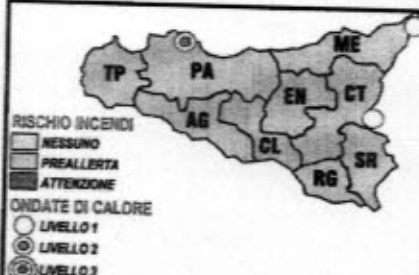 ME
TP
PA
EN
CT
AG
CL
SR
RG
RISCHIO INCENDI
NESSUNO
PREALLERTA
ATTENZIONE
ONDATE DI CALORE
LIVELLO 1
LIVELLO 2
LIVELLO 3